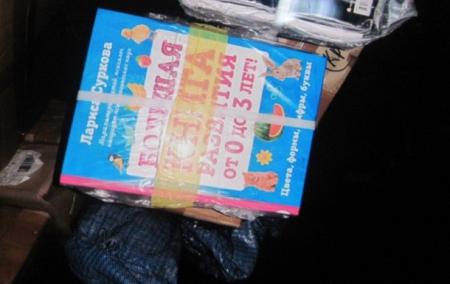 Лариса Суркова
БОЛЬШАЯ
КНИГА
РАЗВИТИЯ
от 0 до 3 лет!
Цвета, формы, цифры, буквы